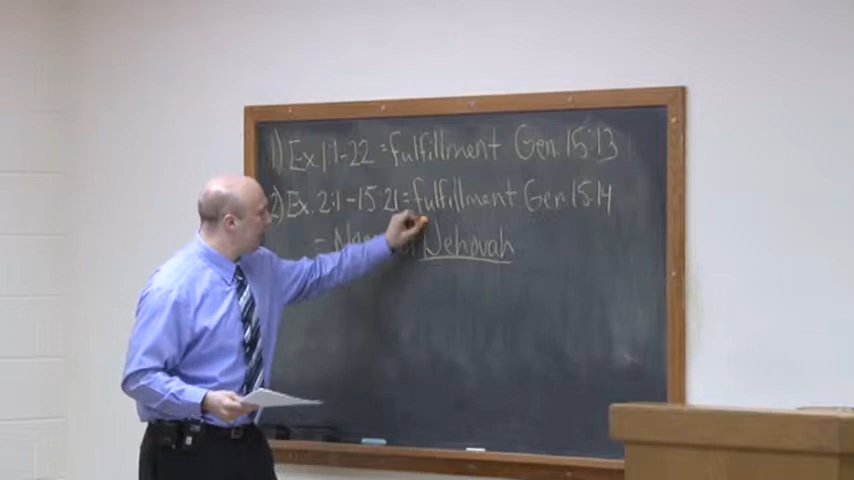 1) Ex 1:1-22 = fulfillment Gen. 15:13
2) Ex. 2:1 - 15:21 = fulfillment Gen. 15:14
- Jehovah